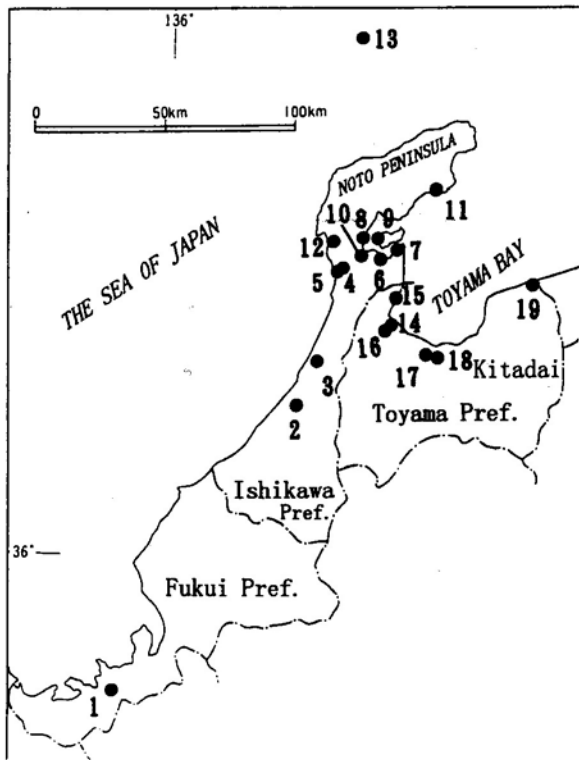 136°
13
0 50km 100km
NOTO PENINSULA
THE SEA OF JAPAN
10 8 9
11
12
7
5 4 6
TOYAMA BAY
15
19
14
16
17 18
3
Kitadai
2
Toyama Pref.
Ishikawa
Pref.
36°
Fukui Pref.
1